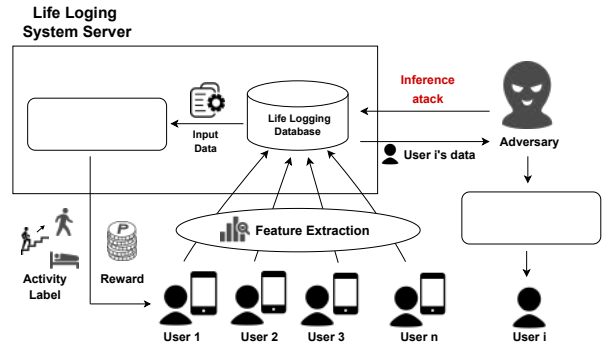 Life Loging
System Server
Inference
atack
Life Logging
Database
Input
Data
Adversary
User i's data
Feature Extraction
P
Activity
Label
Reward
User 1
User 2
User 3
User n
User i